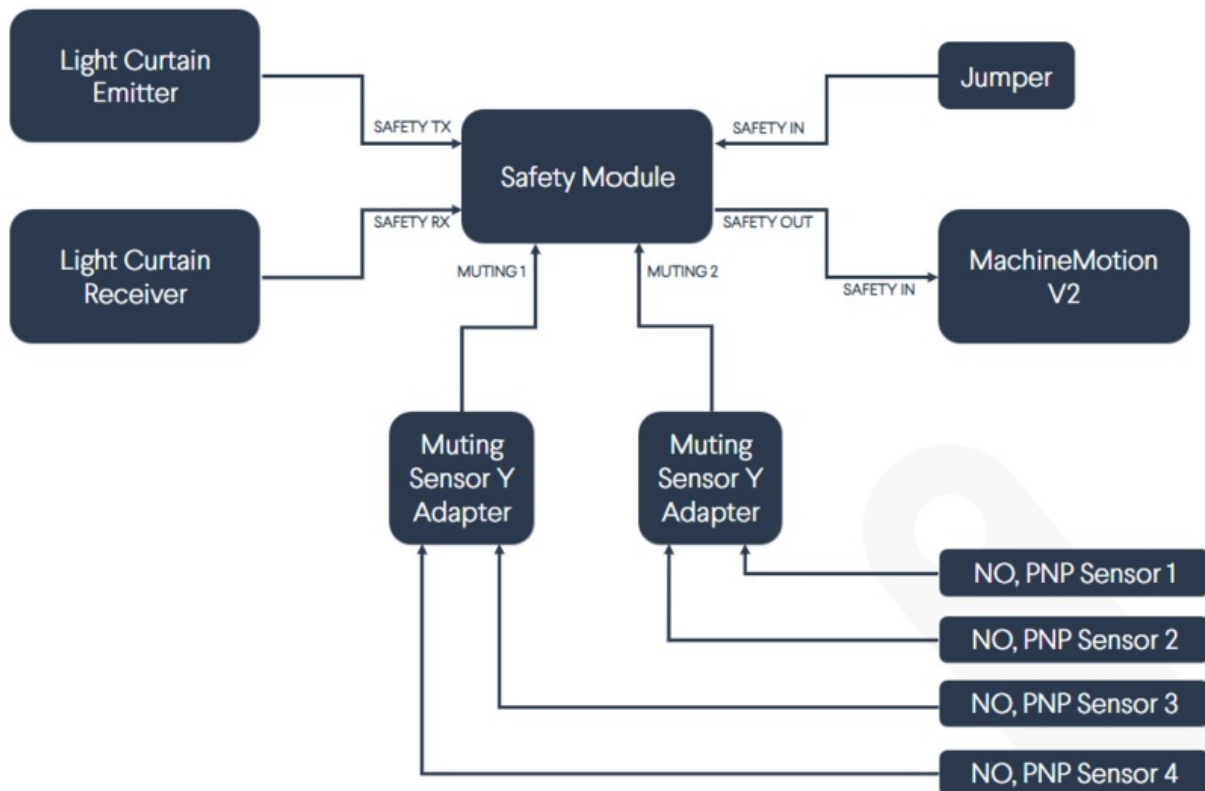 Light Curtain
Emitter
Jumper
SAFETY TX
SAFETY IN
Safety Module
Light Curtain
Receiver
SAFETY RX
SAFETY OUT
MachineMotion
V2
SAFETY IN
MUTING 1
MUTING 2
Muting
Sensor Y
Adapter
Muting
Sensor Y
Adapter
NO, PNP Sensor 1
NO, PNP Sensor 2
NO, PNP Sensor 3
NO, PNP Sensor 4